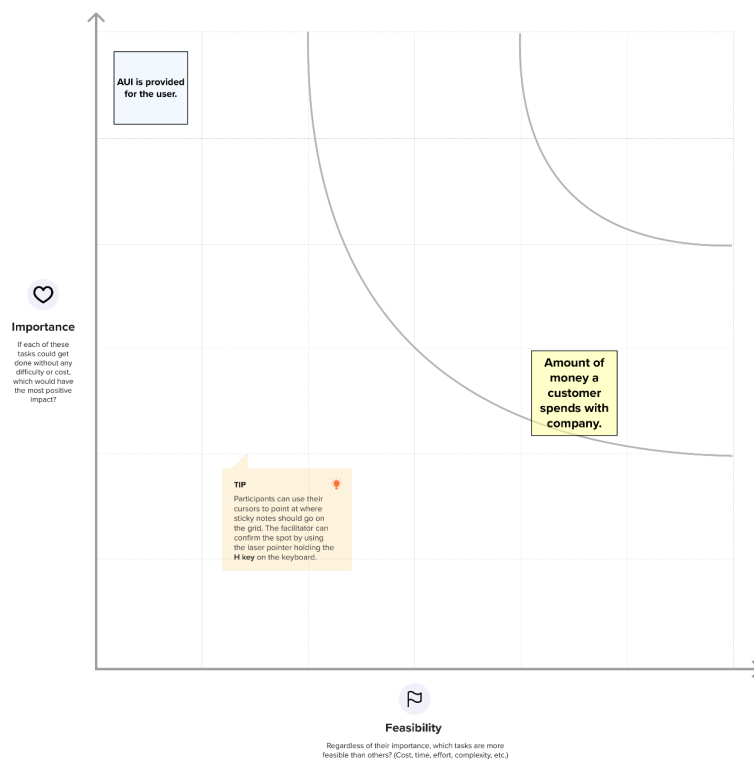 AUI is provided
for the user.
Importance
If each of these
tasks could get
done without any
difficulty or cost,
which would have
the most positive
impact?
Amount of
money a
customer
spends with
company.
TIP
Participants can use their
cursors to point at where
sticky notes should go on
the grid. The facilitator can
confirm the spot by using
the laser pointer holding the
H key on the keyboard.
Feasibility
Regardless of their importance, which tasks are more
feasible than others? (Cost, time, effort, complexity, etc.)